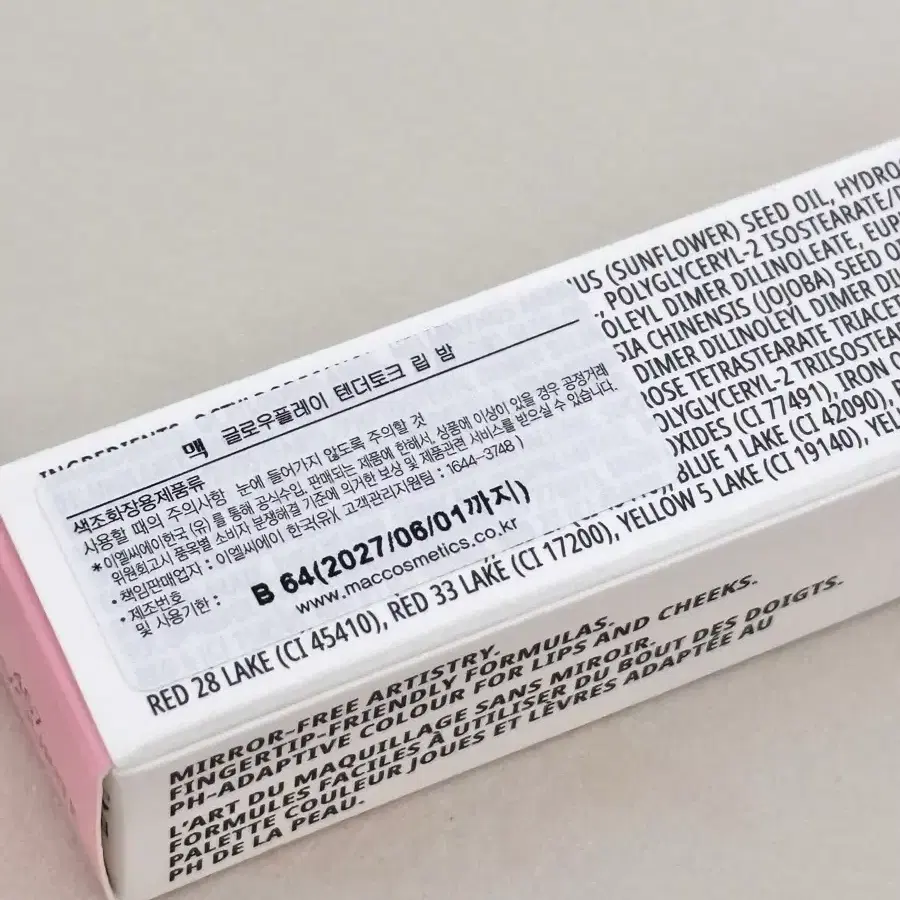 맥 글로우플레이 텐더토크 립 밤
색조화장용제품류
사용할 때의 주의사항 눈에 들어가지 않도록 주의할 것
*이엘씨에이한국 (유)를 통해 공식수입, 판매되는 제품에 한해서, 상품에 이상이 있을 경우 공정거래
위원회고시 품목별 소비자 분쟁해결 기준에 의거한 보상 및 제품관련 서비스를 받으실 수 있습니다.
• 책임판매업자 : 이엘씨에이 한국(유)( 고객관리지원팀 : 1644-3748 )
• 제조번호
및 사용기한 : B 64(2027/06/01까지)
www.maccosmetics.co.kr
(SUNFLOWER) SEED OIL,
POLYGLYCERYL-2 ISOSTEARATE/
DIMER DILINOLEATE,
CHINENSIS (JOJOBA) SEED
DIMER DILINOLEYL DIMER
TETRASTEARATE
POLYGLYCERYL-2
(CI 77491), IRON
BLUE 1 LAKE (CI 42090),
RED 28 LAKE (CI 45410), RED 33 LAKE (CI 17200), YELLOW 5 LAKE (CI 19140),
MIRROR-FREE ARTISTRY.
FINGERTIP-FRIENDLY FORMULAS.
PH-ADAPTIVE COLOUR FOR LIPS AND CHEEKS.
L'ART DU MAQUILLAGE SANS MIROIR.
FORMULES FACILES À UTILISER DU BOUT DES DOIGTS.
PALETTE COULEUR JOUES ET LÈVRES ADAPTÉE AU
PH DE LA PEAU.